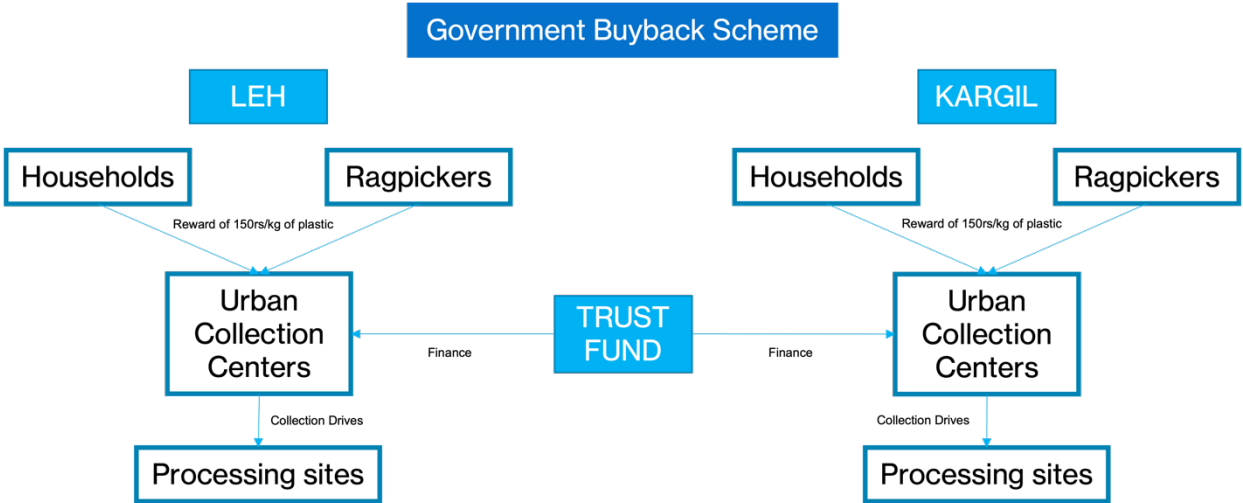 Government Buyback Scheme
LEH
KARGIL
Households
Ragpickers
Households
Ragpickers
Reward of 150rs/kg of plastic
Reward of 150rs/kg of plastic
Urban
Collection
Centers
TRUST
FUND
Urban
Collection
Centers
Finance
Finance
Collection Drives
Collection Drives
Processing sites
Processing sites